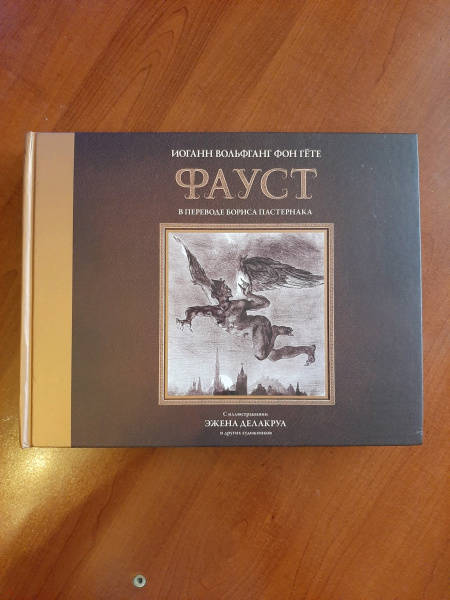 ИОГАНН ВОЛЬФГАНГ ФОН ГЁТЕ
ФАУСТ
В ПЕРЕВОДЕ БОРИСА ПАСТЕРНАКА
С иллюстрациями
ЭЖЕНА ДЕЛАКРУА
и других художников